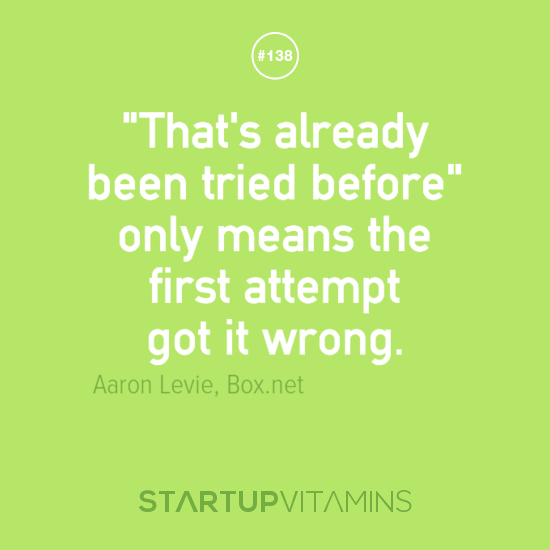 #138
"That's already
been tried before"
only means the
first attempt
got it wrong.
Aaron Levie, Box.net
STARTUPVITAMINS